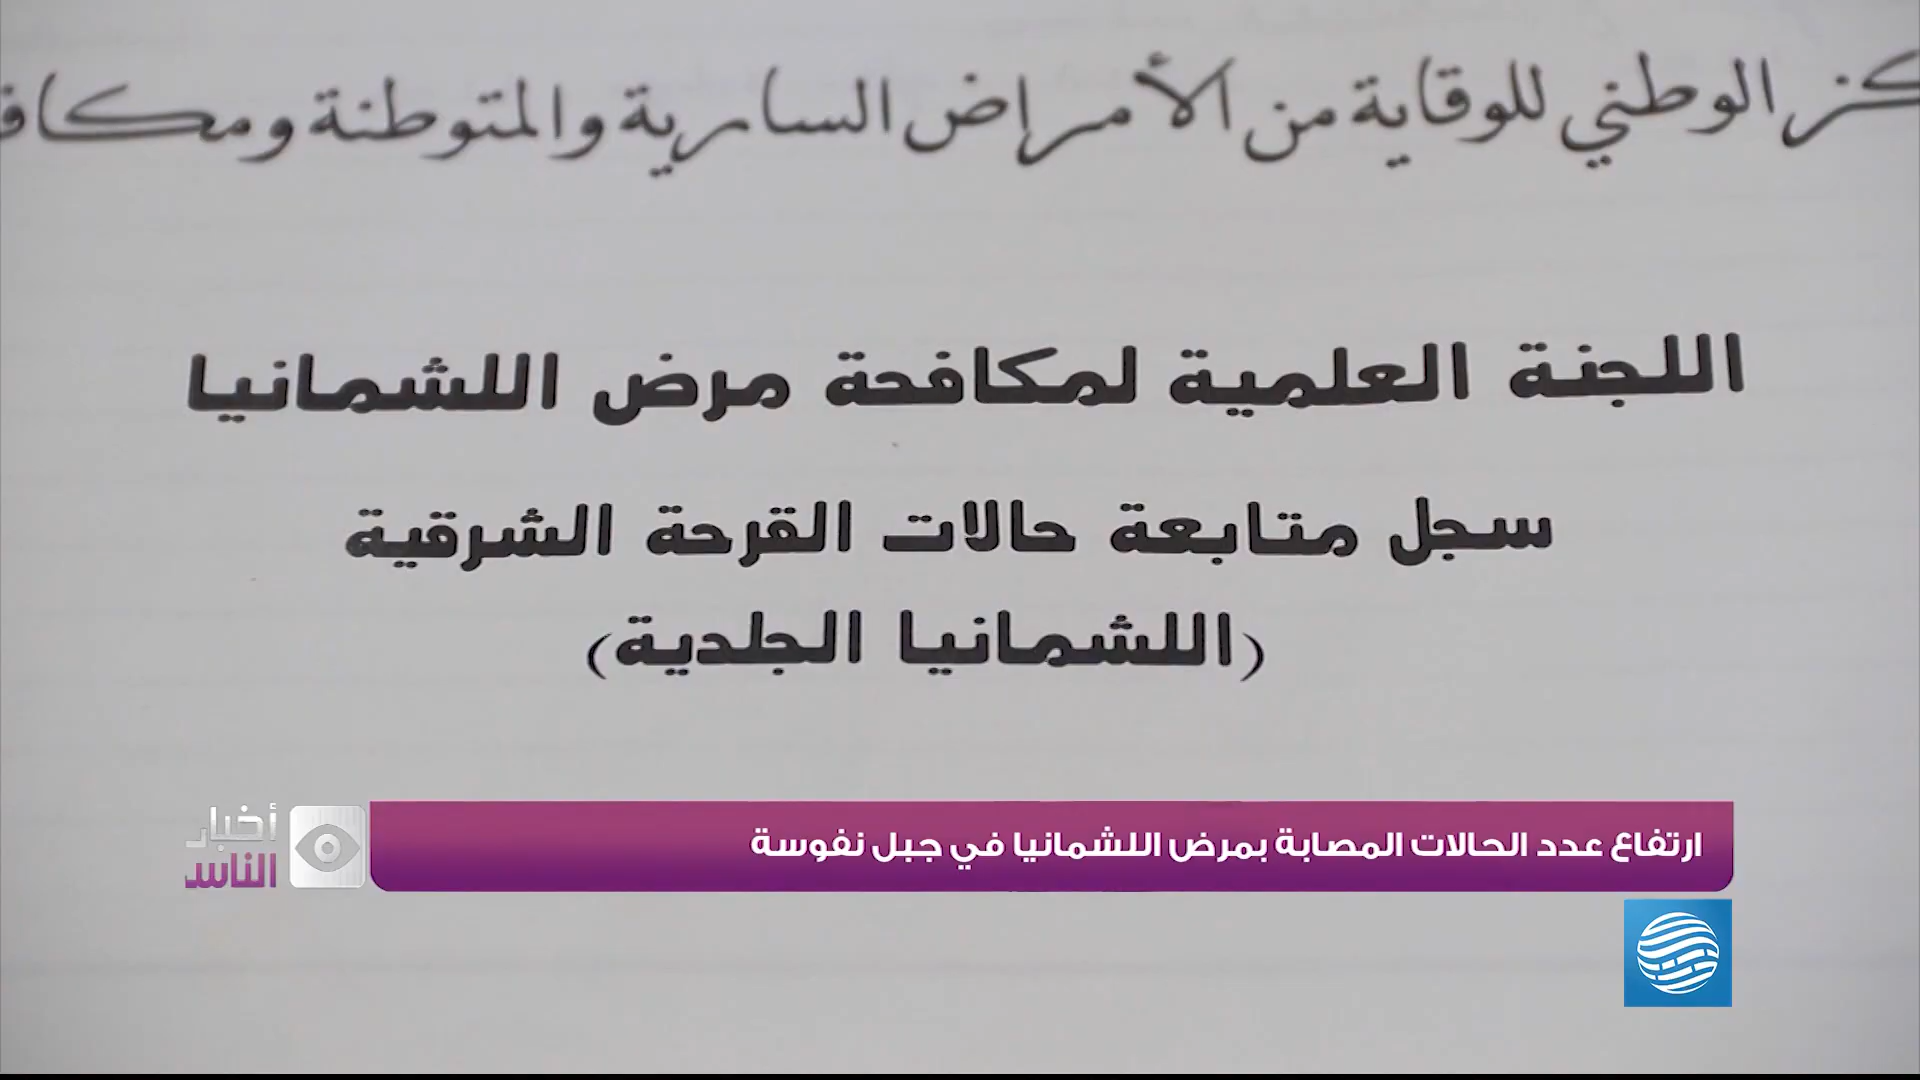 كز الوطني للوقاية من الأمراض السارية والمتوطنة ومكاف
اللجنة العلمية لمكافحة مرض اللشمانيا
سجل متابعة حالات القرحة الشرقية
(اللشمانيا الجلدية)
ارتفاع عدد الحالات المصابة بمرض اللشمانيا في جبل نفوسة
أخبار
الناس